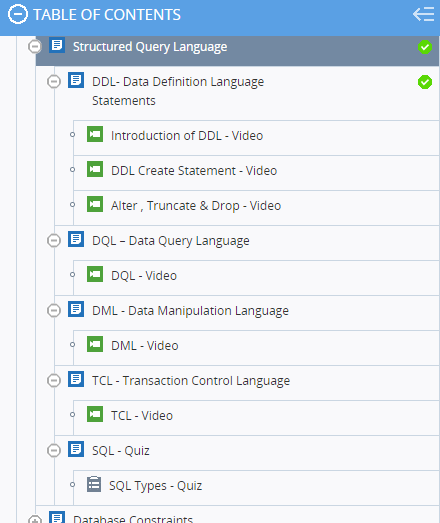 TABLE OF CONTENTS
Structured Query Language
DDL- Data Definition Language
Statements
Introduction of DDL - Video
DDL Create Statement - Video
Alter , Truncate & Drop - Video
DQL – Data Query Language
DQL - Video
DML - Data Manipulation Language
DML - Video
TCL - Transaction Control Language
TCL - Video
SQL - Quiz
SQL Types - Quiz
Database Constraints